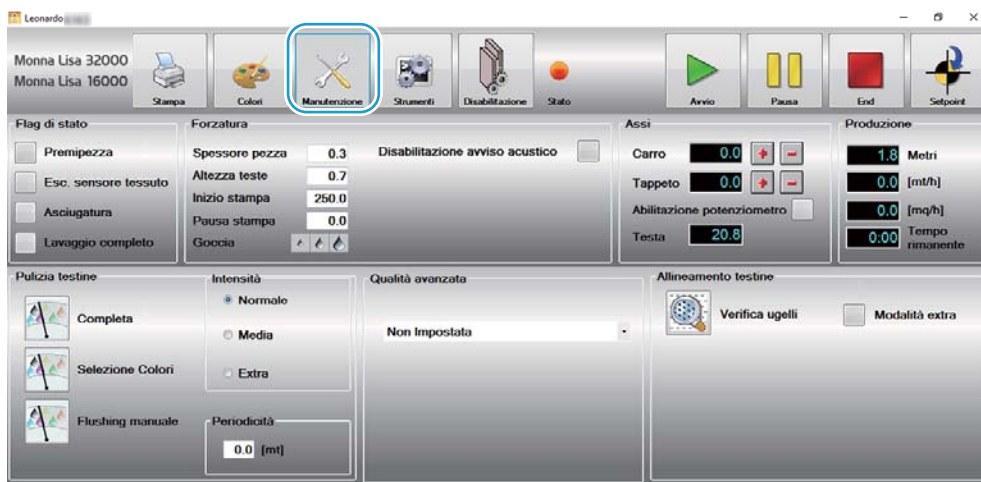 Leonardo
Monna Lisa 32000
Monna Lisa 16000
Stampa
Colori
Manutenzione
Strumenti
Disabilitazione
Stato
Avvio
Pausa
End
Setpoint
Flag di stato
Premipezza
Esc. sensore tessuto
Asciugatura
Lavaggio completo
Forzatura
Spessore pezza 0.3
Altezza teste 0.7
Inizio stampa 250.0
Pausa stampa 0.0
Goccia
Disabilitazione avviso acustico
Assi
Carro 0.0
Tappeto 0.0
Abilitazione potenziometro
Testa 20.8
Produzione
1.8 Metri
0.0 [mt/h]
0.0 [mq/h]
0:00 Tempo
rimanente
Pulizia testine
Completa
Selezione Colori
Flushing manuale
Intensità
Normale
Media
Extra
Periodicità
0.0 [mt]
Qualità avanzata
Non Impostata
Allineamento testine
Verifica ugelli
Modalità extra